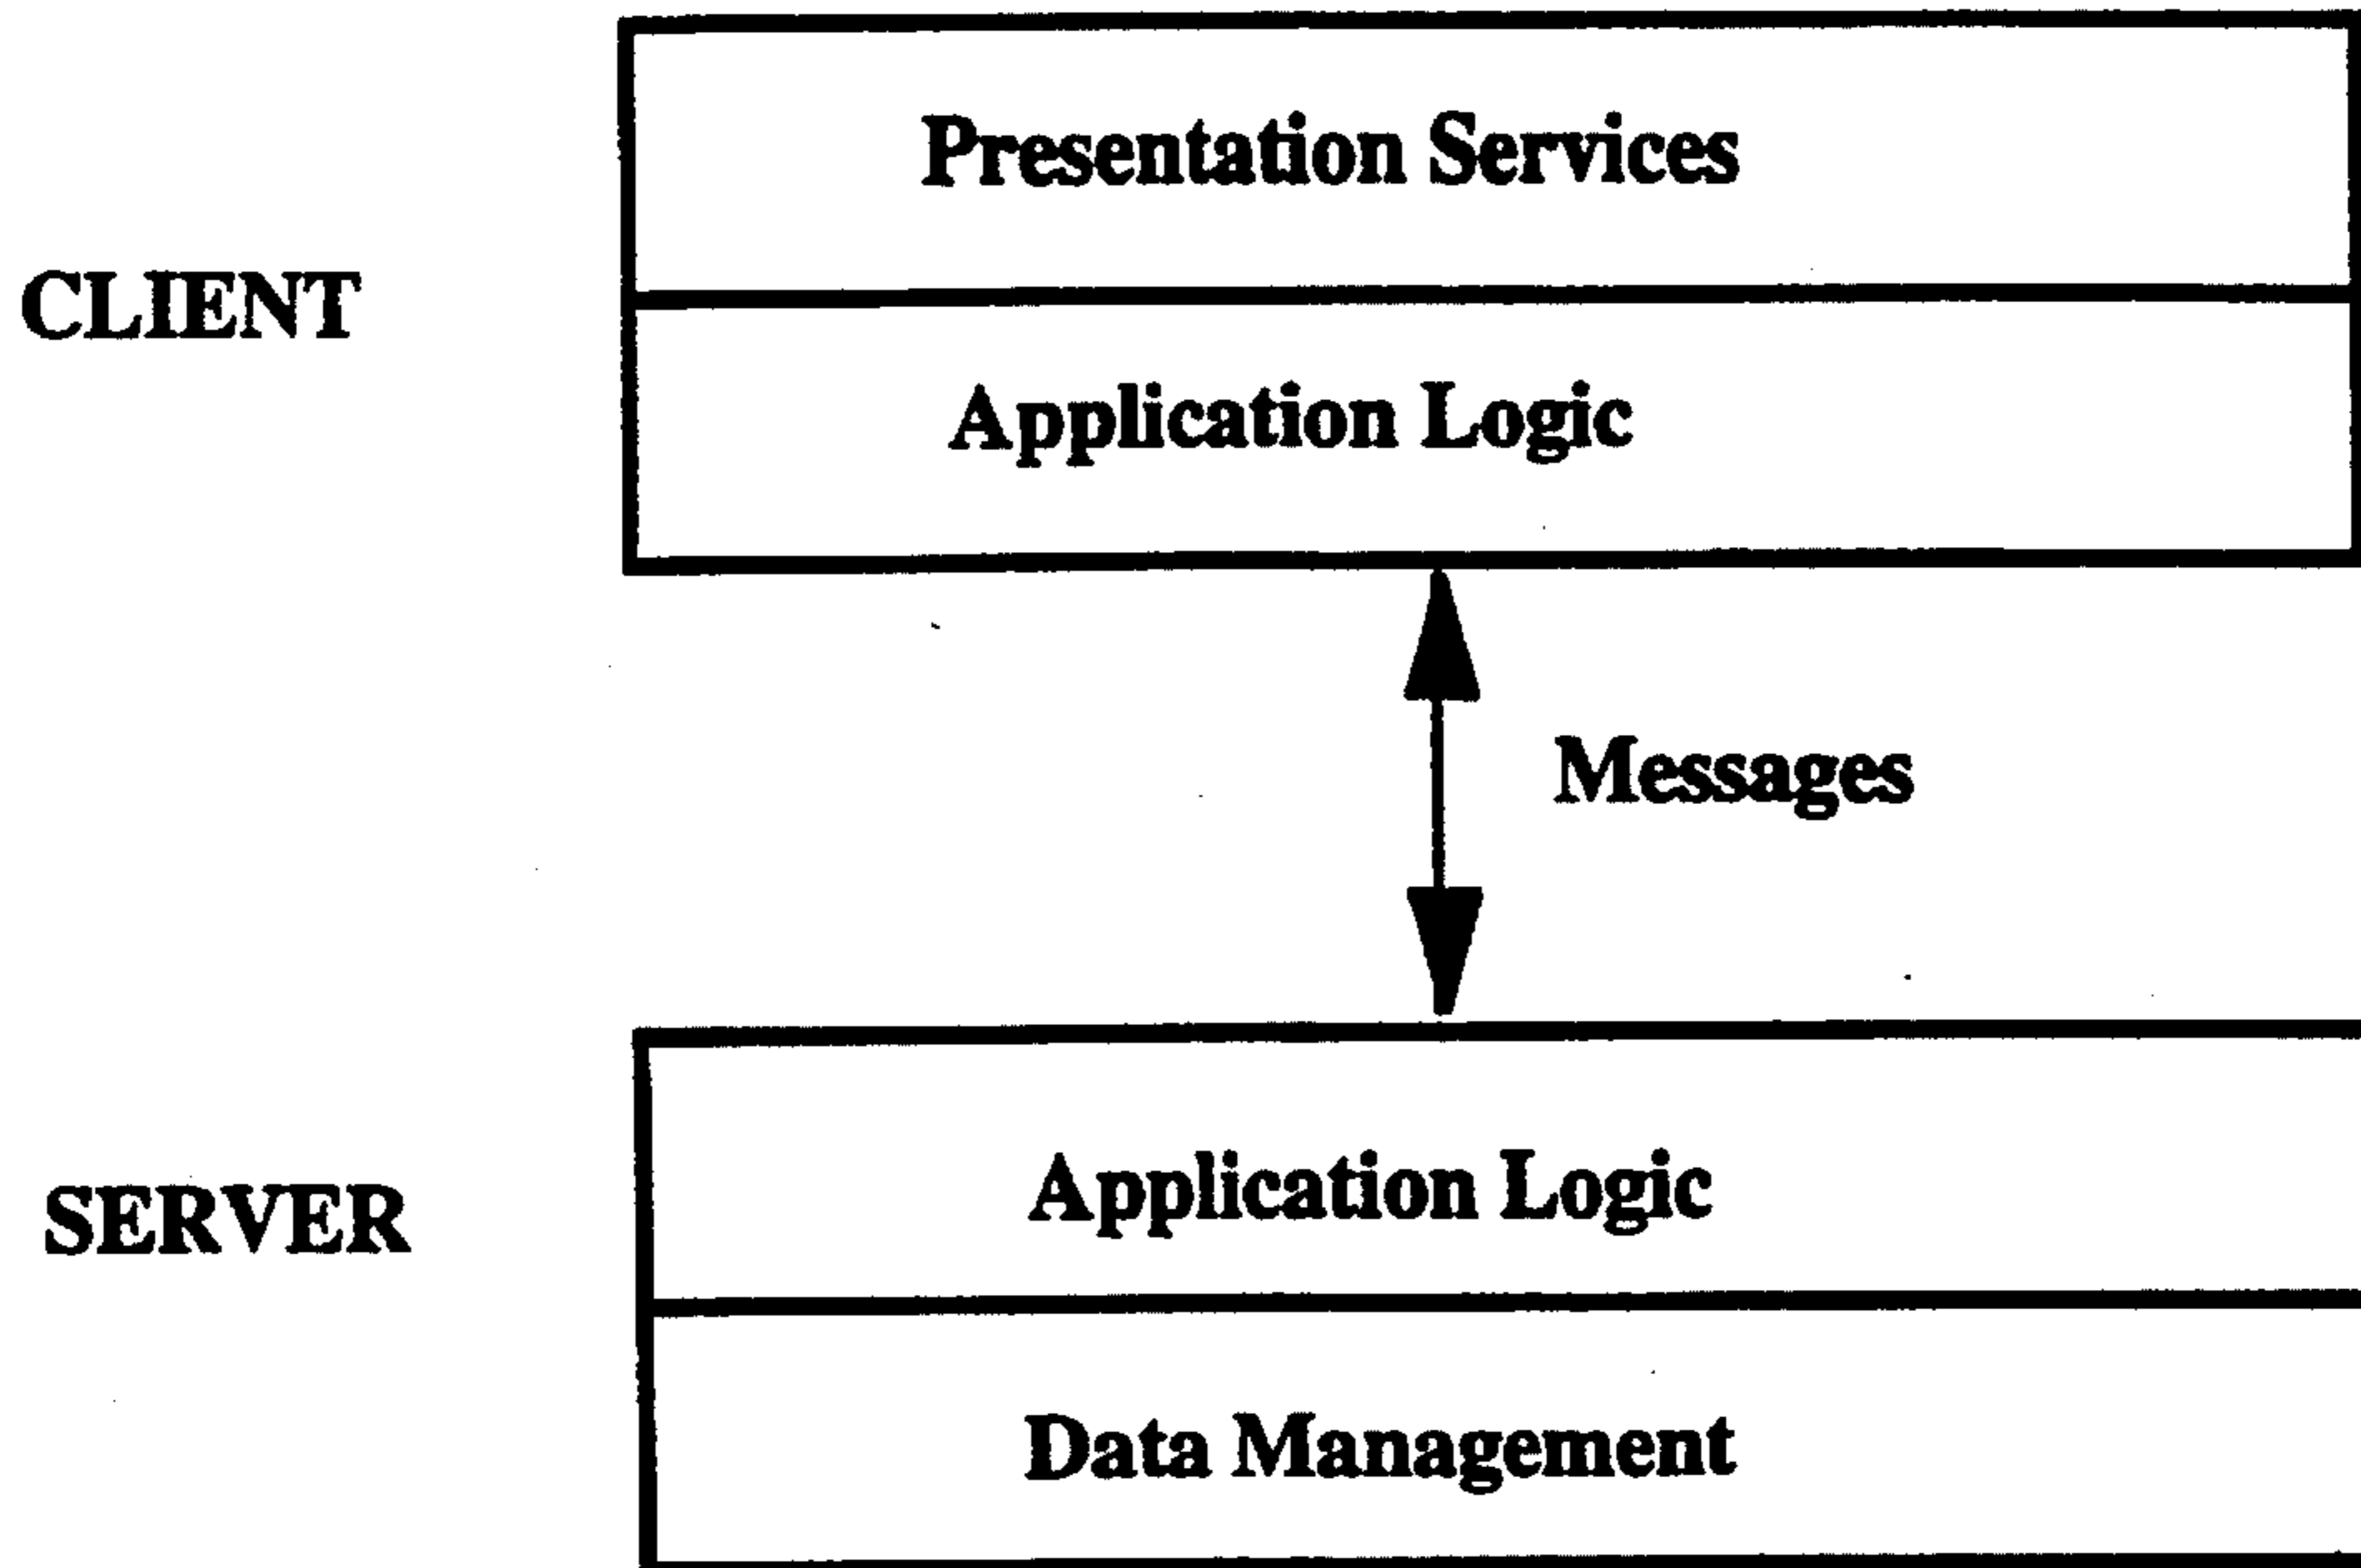 Presentation Services
CLIENT
Application Logic
Messages
Application Logic
SERVER
Data Management